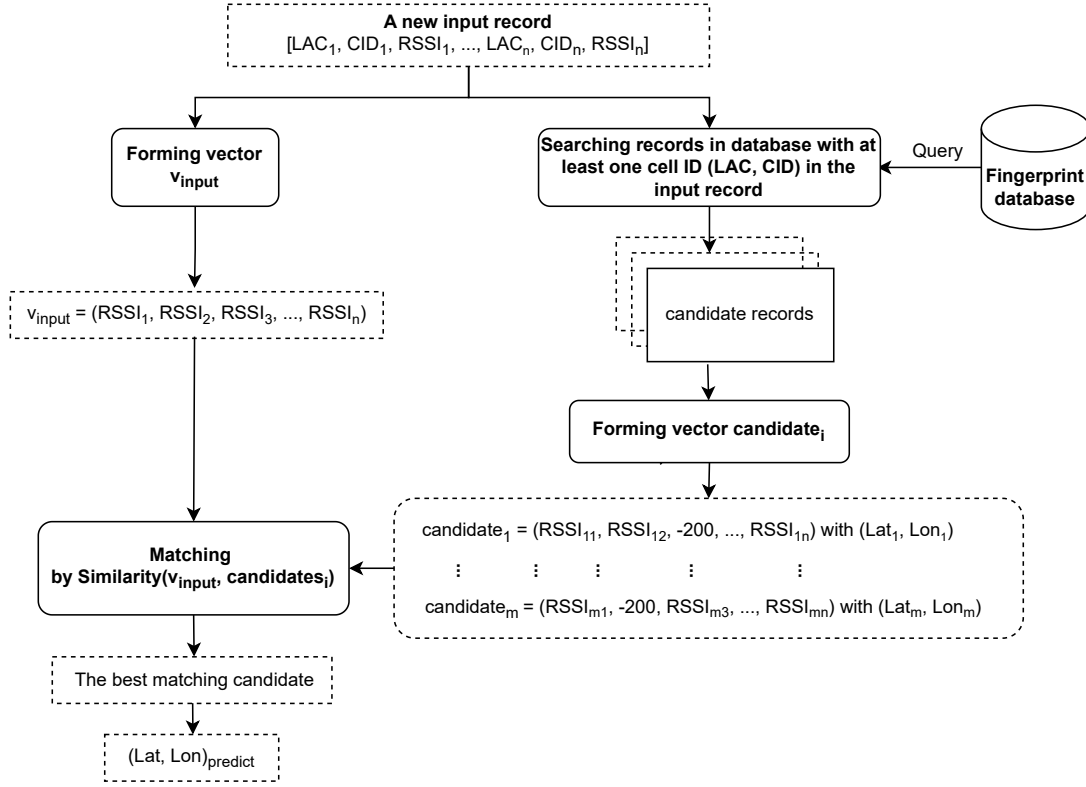 A new input record
[LAC1, CID1, RSSI1, ..., LACn, CIDn, RSSIn]
Forming vector
vinput
Searching records in database with at
least one cell ID (LAC, CID) in the
input record
Query
Fingerprint
database
vinput = (RSSI1, RSSI2, RSSI3, ..., RSSIn)
candidate records
Forming vector candidatei
candidate1 = (RSSI11, RSSI12, -200, ..., RSSI1n) with (Lat1, Lon1)
⋮ ⋮ ⋮ ⋮ ⋮
candidatem = (RSSIm1, -200, RSSIm3, ..., RSSImn) with (Latm, Lonm)
Matching
by Similarity(vinput, candidatesi)
The best matching candidate
(Lat, Lon)predict